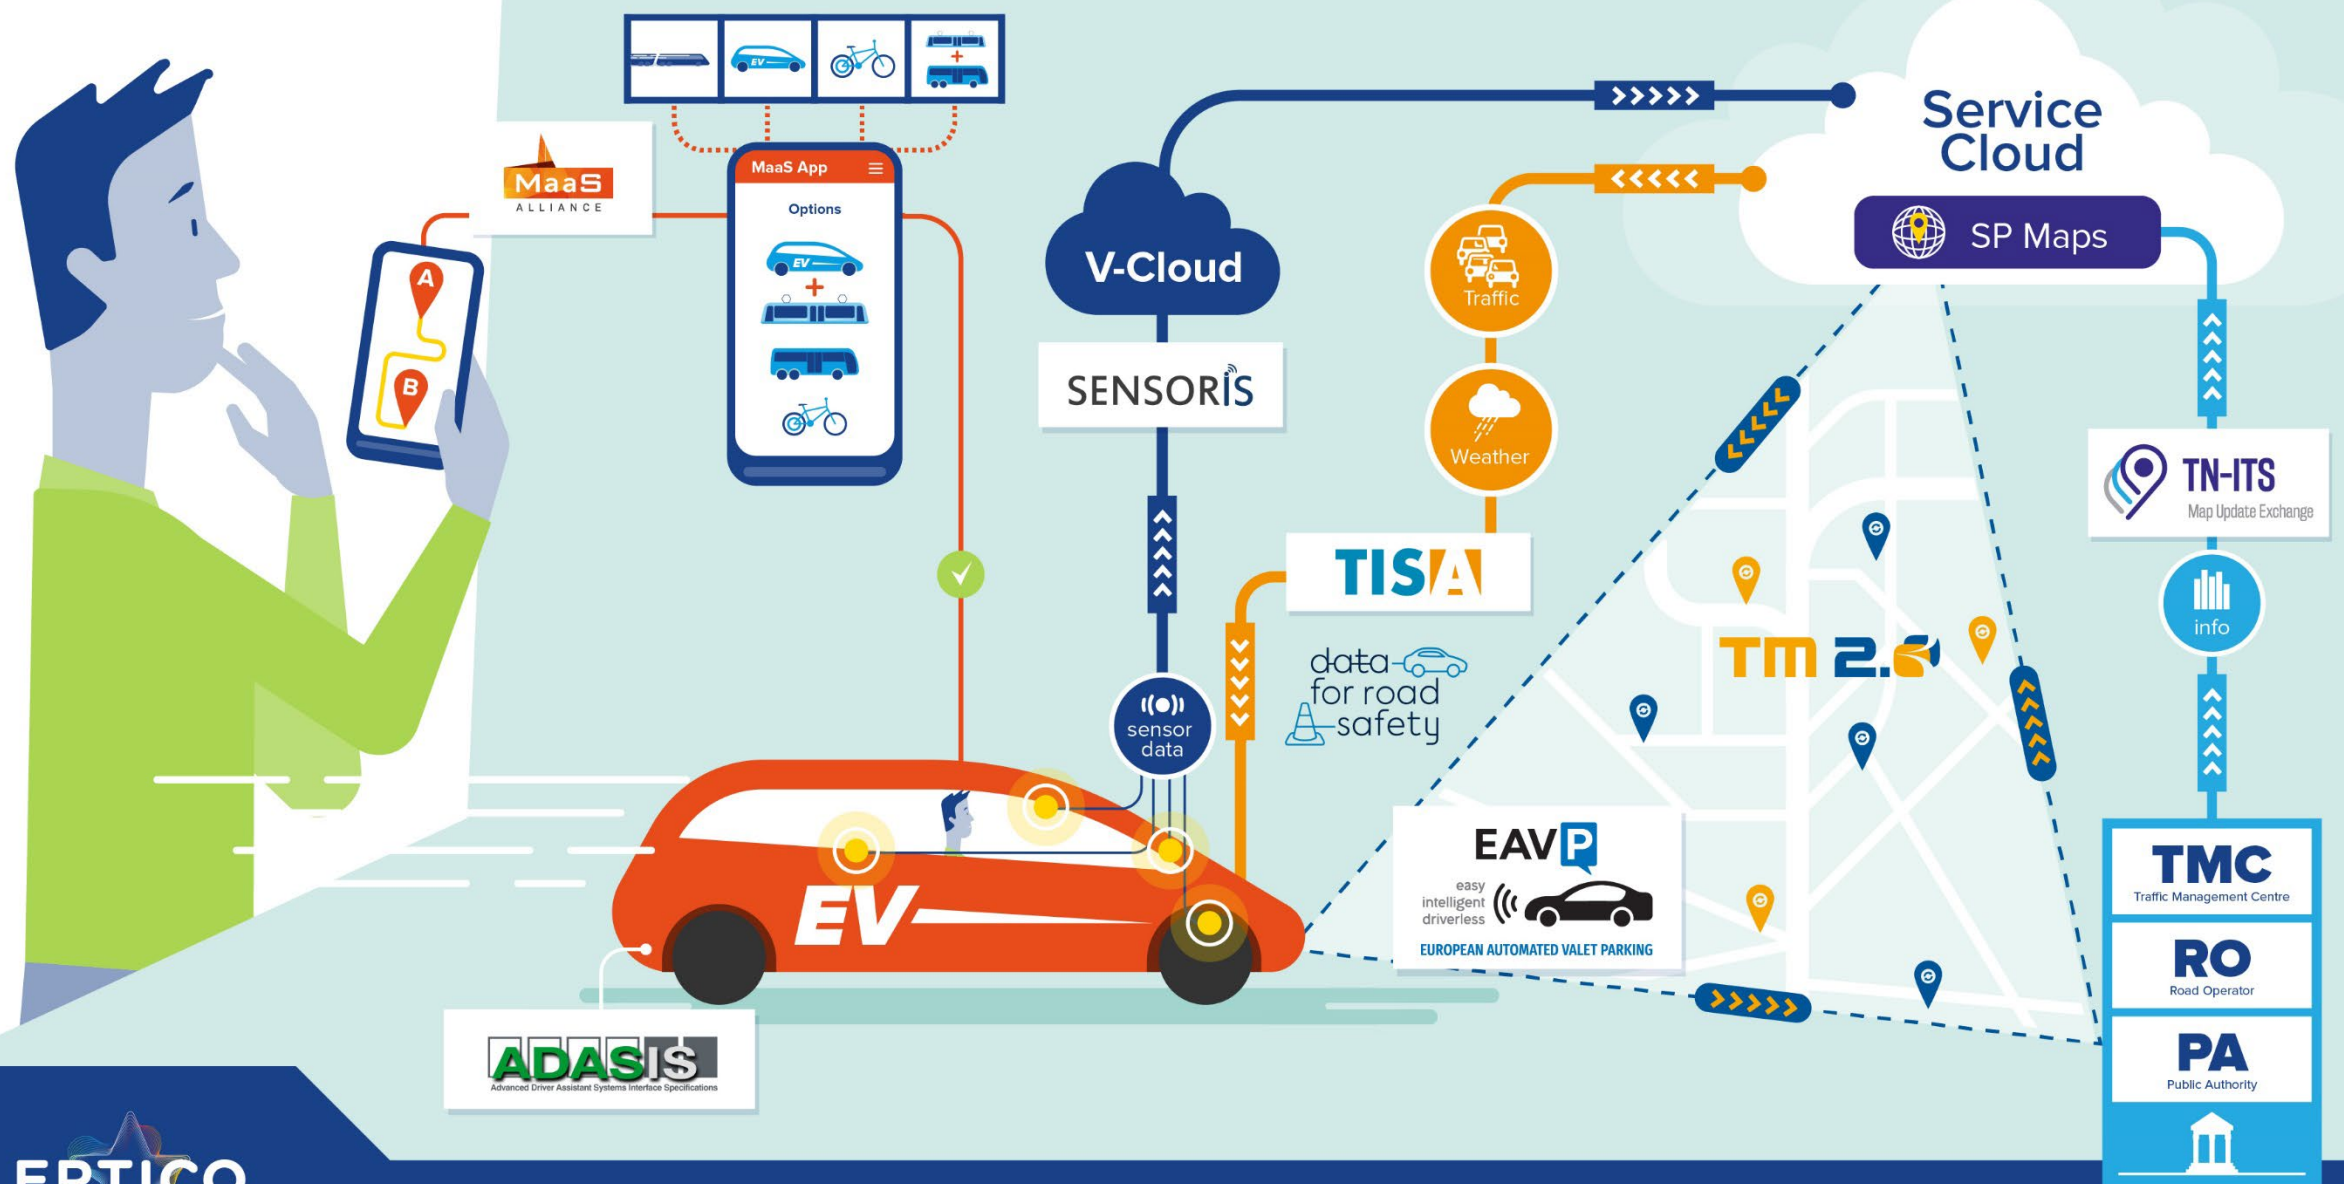 EV
MaaS
ALLIANCE
MaaS App
Options
EV
A
B
V-Cloud
SENSORiS
sensor
data
Traffic
Weather
TISA
data
for road
safety
Service
Cloud
SP Maps
TN-ITS
Map Update Exchange
info
TM 2.0
EAVP
easy
intelligent
driverless
EUROPEAN AUTOMATED VALET PARKING
EV
ADASIS
Advanced Driver Assistant Systems Interface Specifications
TMC
Traffic Management Centre
RO
Road Operator
PA
Public Authority
ERTICO